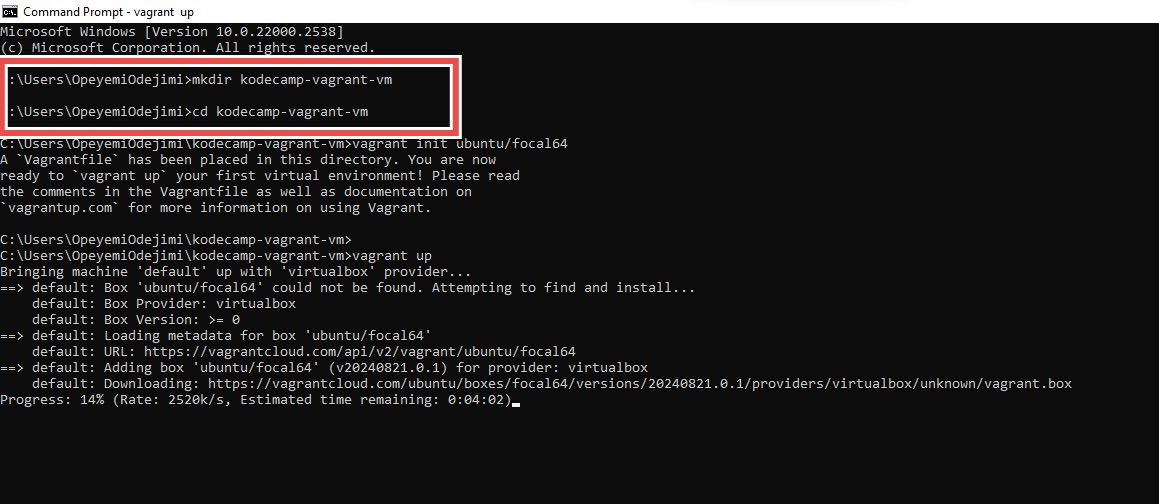 Command Prompt - vagrant up
Microsoft Windows [Version 10.0.22000.2538]
(c) Microsoft Corporation. All rights reserved.
:\Users\OpeyemiOdejimi>mkdir kodecamp-vagrant-vm
:\Users\OpeyemiOdejimi>cd kodecamp-vagrant-vm
C:\Users\OpeyemiOdejimi\kodecamp-vagrant-vm>vagrant init ubuntu/focal64
A `Vagrantfile` has been placed in this directory. You are now
ready to `vagrant up` your first virtual environment! Please read
the comments in the Vagrantfile as well as documentation on
`vagrantup.com` for more information on using Vagrant.
C:\Users\OpeyemiOdejimi\kodecamp-vagrant-vm>
C:\Users\OpeyemiOdejimi\kodecamp-vagrant-vm>vagrant up
Bringing machine 'default' up with 'virtualbox' provider...
==> default: Box 'ubuntu/focal64' could not be found. Attempting to find and install...
    default: Box Provider: virtualbox
    default: Box Version: >= 0
==> default: Loading metadata for box 'ubuntu/focal64'
    default: URL: https://vagrantcloud.com/api/v2/vagrant/ubuntu/focal64
==> default: Adding box 'ubuntu/focal64' (v20240821.0.1) for provider: virtualbox
    default: Downloading: https://vagrantcloud.com/ubuntu/boxes/focal64/versions/20240821.0.1/providers/virtualbox/unknown/vagrant.box
Progress: 14% (Rate: 2520k/s, Estimated time remaining: 0:04:02)